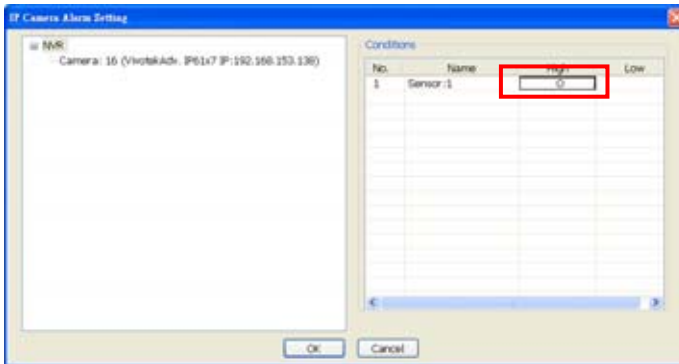 IP Camera Alarm Setting
NVR
Camera: 16 (VivotekAdv. IP61x7 IP:192.168.153.138)
Conditions
No. Name High Low
1 Sensor:1 O
OK Cancel